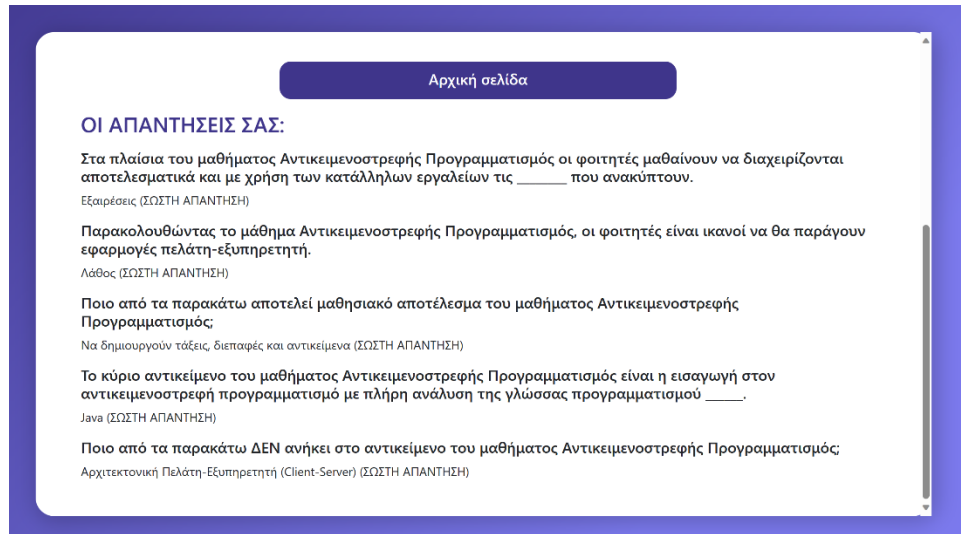 Αρχική σελίδα
ΟΙ ΑΠΑΝΤΗΣΕΙΣ ΣΑΣ:
Στα πλαίσια του μαθήματος Αντικειμενοστρεφής Προγραμματισμός οι φοιτητές μαθαίνουν να διαχειρίζονται
αποτελεσματικά και με χρήση των κατάλληλων εργαλείων τις _______ που ανακύπτουν.
Εξαιρέσεις (ΣΩΣΤΗ ΑΠΑΝΤΗΣΗ)
Παρακολουθώντας το μάθημα Αντικειμενοστρεφής Προγραμματισμός, οι φοιτητές είναι ικανοί να θα παράγουν
εφαρμογές πελάτη-εξυπηρετητή.
Λάθος (ΣΩΣΤΗ ΑΠΑΝΤΗΣΗ)
Ποιο από τα παρακάτω αποτελεί μαθησιακό αποτέλεσμα του μαθήματος Αντικειμενοστρεφής
Προγραμματισμός;
Να δημιουργούν τάξεις, διεπαφές και αντικείμενα (ΣΩΣΤΗ ΑΠΑΝΤΗΣΗ)
Το κύριο αντικείμενο του μαθήματος Αντικειμενοστρεφής Προγραμματισμός είναι η εισαγωγή στον
αντικειμενοστρεφή προγραμματισμό με πλήρη ανάλυση της γλώσσας προγραμματισμού _____.
Java (ΣΩΣΤΗ ΑΠΑΝΤΗΣΗ)
Ποιο από τα παρακάτω ΔΕΝ ανήκει στο αντικείμενο του μαθήματος Αντικειμενοστρεφής Προγραμματισμός;
Αρχιτεκτονική Πελάτη-Εξυπηρετητή (Client-Server) (ΣΩΣΤΗ ΑΠΑΝΤΗΣΗ)